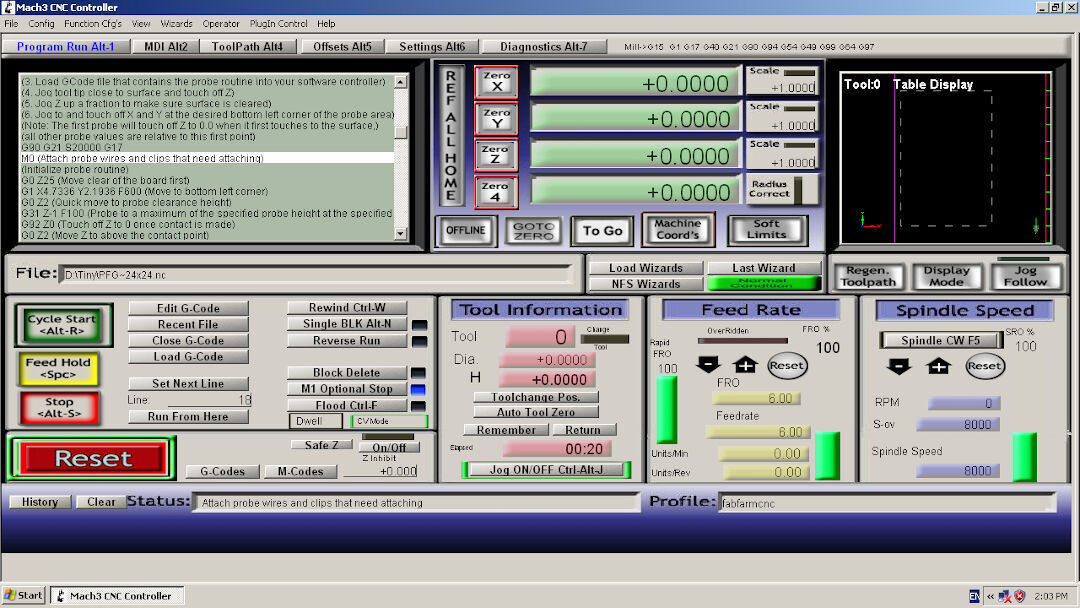 Mach3 CNC Controller
File Config Function Cfg's View Wizards Operator PlugIn Control Help
Program Run Alt-1 MDI Alt2 ToolPath Alt4 Offsets Alt5 Settings Alt6 Diagnostics Alt-7 Mill->G15 G1 G17 G40 G21 G90 G94 G54 G49 G99 G64 G97
(3. Load GCode file that contains the probe routine into your software controller)
(4. Jog tool tip close to surface and touch off Z)
(5. Jog Z up a fraction to make sure surface is cleared)
(6. Jog to and touch off X and Y at the desired bottom left corner of the probe area)
(Note: The first probe will touch off Z to 0.0 when it first touches to the surface,)
(all other probe values are relative to this first point)
G90 G21 S20000 G17
M0 (Attach probe wires and clips that need attaching)
(Initialize probe routine)
G0 Z25 (Move clear of the board first)
G1 X4.7336 Y2.1936 F600 (Move to bottom left corner)
G0 Z2 (Quick move to probe clearance height)
G31 Z-1 F100 (Probe to a maximum of the specified probe height at the specified
G92 Z0 (Touch off Z to 0 once contact is made)
G0 Z2 (Move Z to above the contact point)
REF ALL HOME
Zero X +0.0000 Scale +1.0000
Zero Y +0.0000 Scale +1.0000
Zero Z +0.0000 Scale +1.0000
Zero 4 +0.0000 Radius Correct
OFFLINE GOTO ZERO To Go Machine Coord's Soft Limits
Tool:0 Table Display
File: D:\Tiny\PFG~24x24.nc
Load Wizards Last Wizard
NFS Wizards Normal Condition
Regen. Toolpath Display Mode Jog Follow
Cycle Start <Alt-R>
Feed Hold <Spc>
Stop <Alt-S>
Edit G-Code
Recent File
Close G-Code
Load G-Code
Set Next Line
Line: 18
Run From Here
Rewind Ctrl-W
Single BLK Alt-N
Reverse Run
Block Delete
M1 Optional Stop
Flood Ctrl-F
Dwell CV Mode
Reset
Safe Z On/Off
Z Inhibit
G-Codes M-Codes +0.000
Tool Information
Tool 0 Change Tool
Dia. +0.0000
H +0.0000
Toolchange Pos.
Auto Tool Zero
Remember Return
Elapsed 00:20
Jog ON/OFF Ctrl-Alt-J
Feed Rate
OverRidden FRO %
Rapid FRO 100
100
Reset
FRO
6.00
Feedrate
6.00
Units/Min 0.00
Units/Rev 0.00
Spindle Speed
Spindle CW F5 SRO % 100
Reset
RPM 0
S-ov 8000
Spindle Speed
8000
History Clear Status: Attach probe wires and clips that need attaching Profile: fabfarmcnc
Start Mach3 CNC Controller EN « 2:03 PM